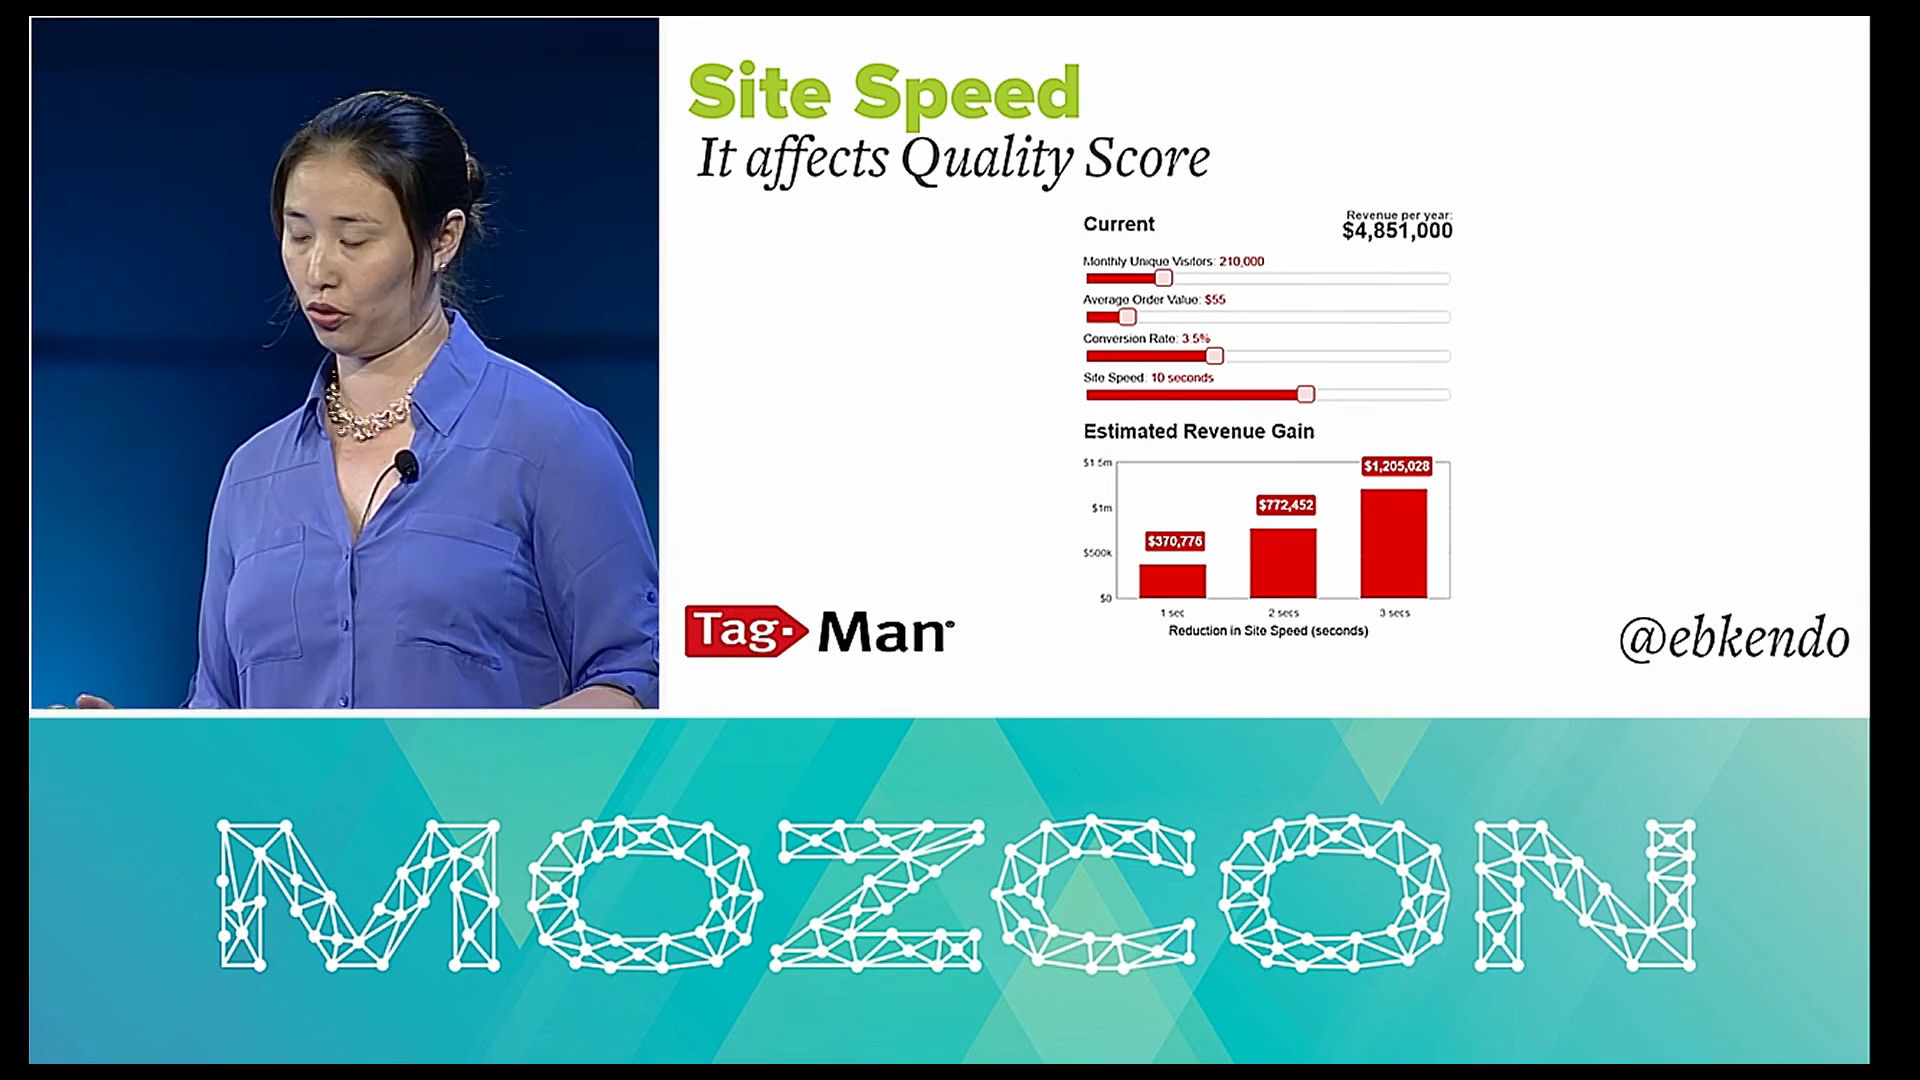 Site Speed
It affects Quality Score
Current
Revenue per year:
$4,851,000
Monthly Unique Visitors: 210,000
Average Order Value: $55
Conversion Rate: 3.5%
Site Speed: 10 seconds
Estimated Revenue Gain
$1.5m
$1m
$500k
$0
$370,776
$772,452
$1,205,028
1 sec
2 secs
3 secs
Reduction in Site Speed (seconds)
Tag Man®
@ebkendo
MOZCON